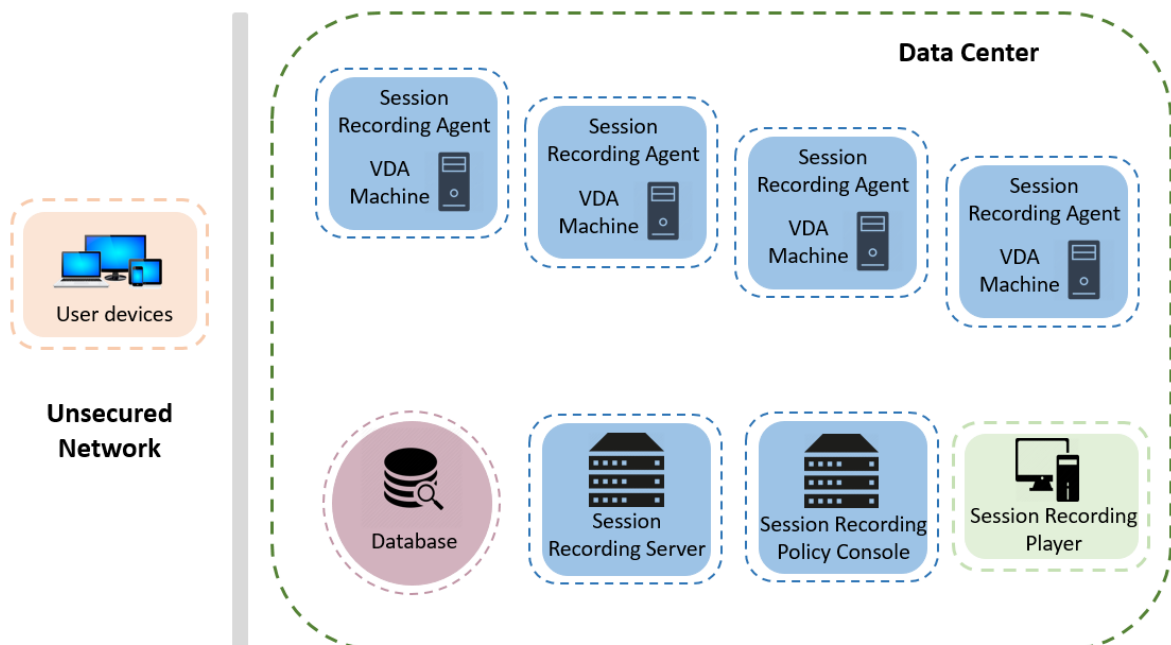 Data Center
Session
Recording Agent
VDA
Machine
Session
Recording Agent
VDA
Machine
Session
Recording Agent
VDA
Machine
Session
Recording Agent
VDA
Machine
User devices
Unsecured
Network
Database
Session
Recording Server
Session Recording
Policy Console
Session Recording
Player